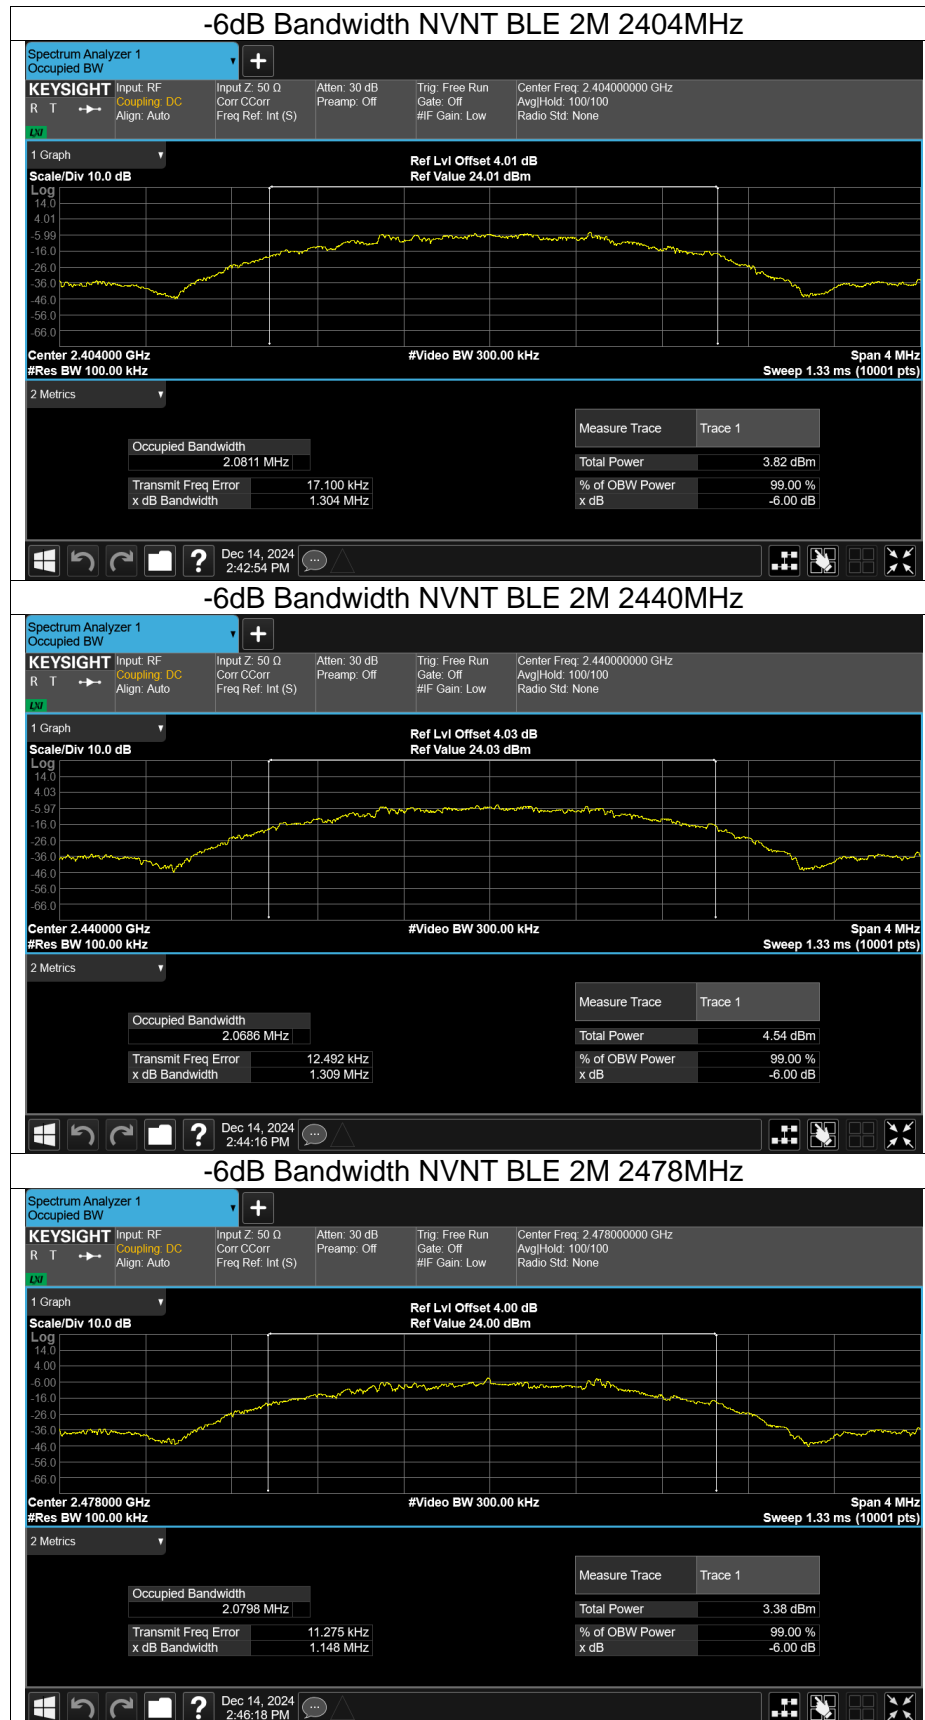 -6dB Bandwidth NVNT BLE 2M 2404MHz
Spectrum Analyzer 1
Occupied BW
KEYSIGHT Input: RF Input Z: 50 Ω Atten: 30 dB Trig: Free Run Center Freq: 2.404000000 GHz
R T Coupling: DC Corr CCorr Preamp: Off Gate: Off Avg|Hold: 100/100
Align: Auto Freq Ref: Int (S) #IF Gain: Low Radio Std: None
LXI
1 Graph
Ref Lvl Offset 4.01 dB
Scale/Div 10.0 dB Ref Value 24.01 dBm
Log
14.0
4.01
-5.99
-16.0
-26.0
-36.0
-46.0
-56.0
-66.0
Center 2.404000 GHz #Video BW 300.00 kHz Span 4 MHz
#Res BW 100.00 kHz Sweep 1.33 ms (10001 pts)
2 Metrics
Measure Trace Trace 1
Occupied Bandwidth
2.0811 MHz Total Power 3.82 dBm
Transmit Freq Error 17.100 kHz % of OBW Power 99.00 %
x dB Bandwidth 1.304 MHz x dB -6.00 dB
? Dec 14, 2024
2:42:54 PM
-6dB Bandwidth NVNT BLE 2M 2440MHz
Spectrum Analyzer 1
Occupied BW
KEYSIGHT Input: RF Input Z: 50 Ω Atten: 30 dB Trig: Free Run Center Freq: 2.440000000 GHz
R T Coupling: DC Corr CCorr Preamp: Off Gate: Off Avg|Hold: 100/100
Align: Auto Freq Ref: Int (S) #IF Gain: Low Radio Std: None
LXI
1 Graph
Ref Lvl Offset 4.03 dB
Scale/Div 10.0 dB Ref Value 24.03 dBm
Log
14.0
4.03
-5.97
-16.0
-26.0
-36.0
-46.0
-56.0
-66.0
Center 2.440000 GHz #Video BW 300.00 kHz Span 4 MHz
#Res BW 100.00 kHz Sweep 1.33 ms (10001 pts)
2 Metrics
Measure Trace Trace 1
Occupied Bandwidth
2.0686 MHz Total Power 4.54 dBm
Transmit Freq Error 12.492 kHz % of OBW Power 99.00 %
x dB Bandwidth 1.309 MHz x dB -6.00 dB
? Dec 14, 2024
2:44:16 PM
-6dB Bandwidth NVNT BLE 2M 2478MHz
Spectrum Analyzer 1
Occupied BW
KEYSIGHT Input: RF Input Z: 50 Ω Atten: 30 dB Trig: Free Run Center Freq: 2.478000000 GHz
R T Coupling: DC Corr CCorr Preamp: Off Gate: Off Avg|Hold: 100/100
Align: Auto Freq Ref: Int (S) #IF Gain: Low Radio Std: None
LXI
1 Graph
Ref Lvl Offset 4.00 dB
Scale/Div 10.0 dB Ref Value 24.00 dBm
Log
14.0
4.00
-6.00
-16.0
-26.0
-36.0
-46.0
-56.0
-66.0
Center 2.478000 GHz #Video BW 300.00 kHz Span 4 MHz
#Res BW 100.00 kHz Sweep 1.33 ms (10001 pts)
2 Metrics
Measure Trace Trace 1
Occupied Bandwidth
2.0798 MHz Total Power 3.38 dBm
Transmit Freq Error 11.275 kHz % of OBW Power 99.00 %
x dB Bandwidth 1.148 MHz x dB -6.00 dB
? Dec 14, 2024
2:46:18 PM